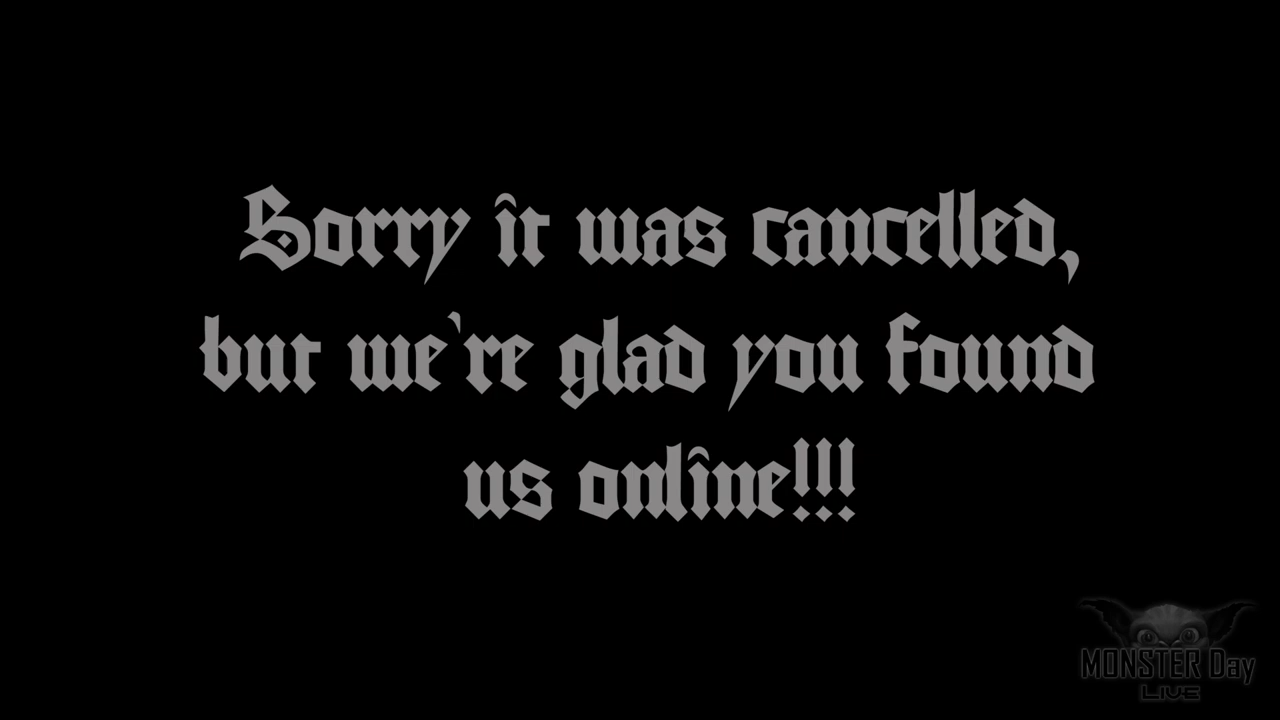 Sorry it was cancelled,
but we're glad you found
us online!!!
MONSTER Day
LIVE